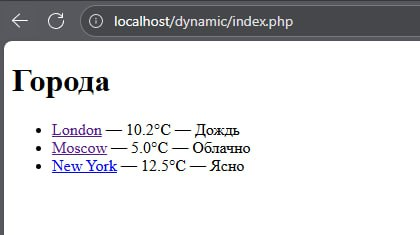 localhost/dynamic/index.php
Города
London — 10.2°C — Дождь
Moscow — 5.0°C — Облачно
New York — 12.5°C — Ясно